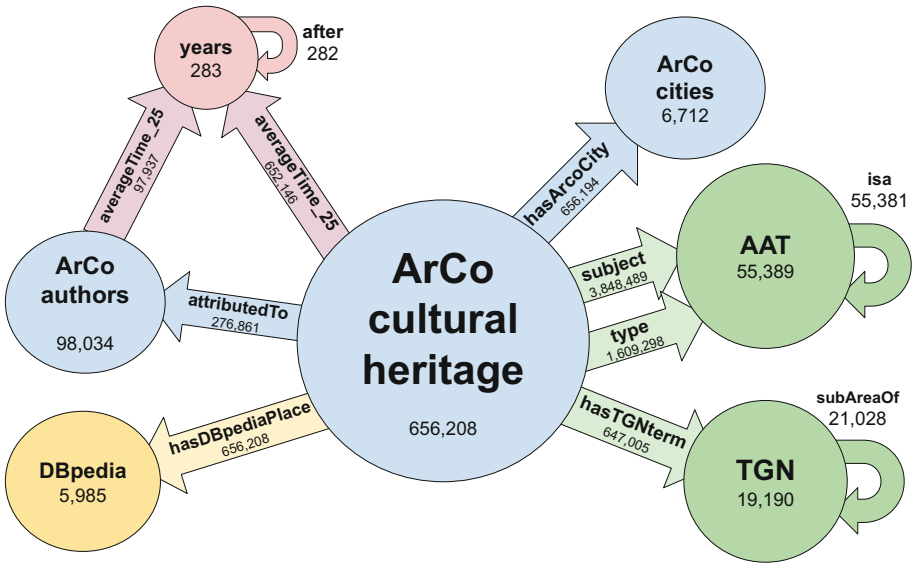 years
283
after
282
averageTime_25
97,937
averageTime_25
652,146
ArCo
cities
6,712
hasArcoCity
656,194
isa
55,381
AAT
55,389
subject
3,848,489
type
1,609,298
ArCo
authors
98,034
attributedTo
276,861
ArCo
cultural
heritage
656,208
hasDBpediaPlace
656,208
DBpedia
5,985
hasTGNterm
647,005
subAreaOf
21,028
TGN
19,190